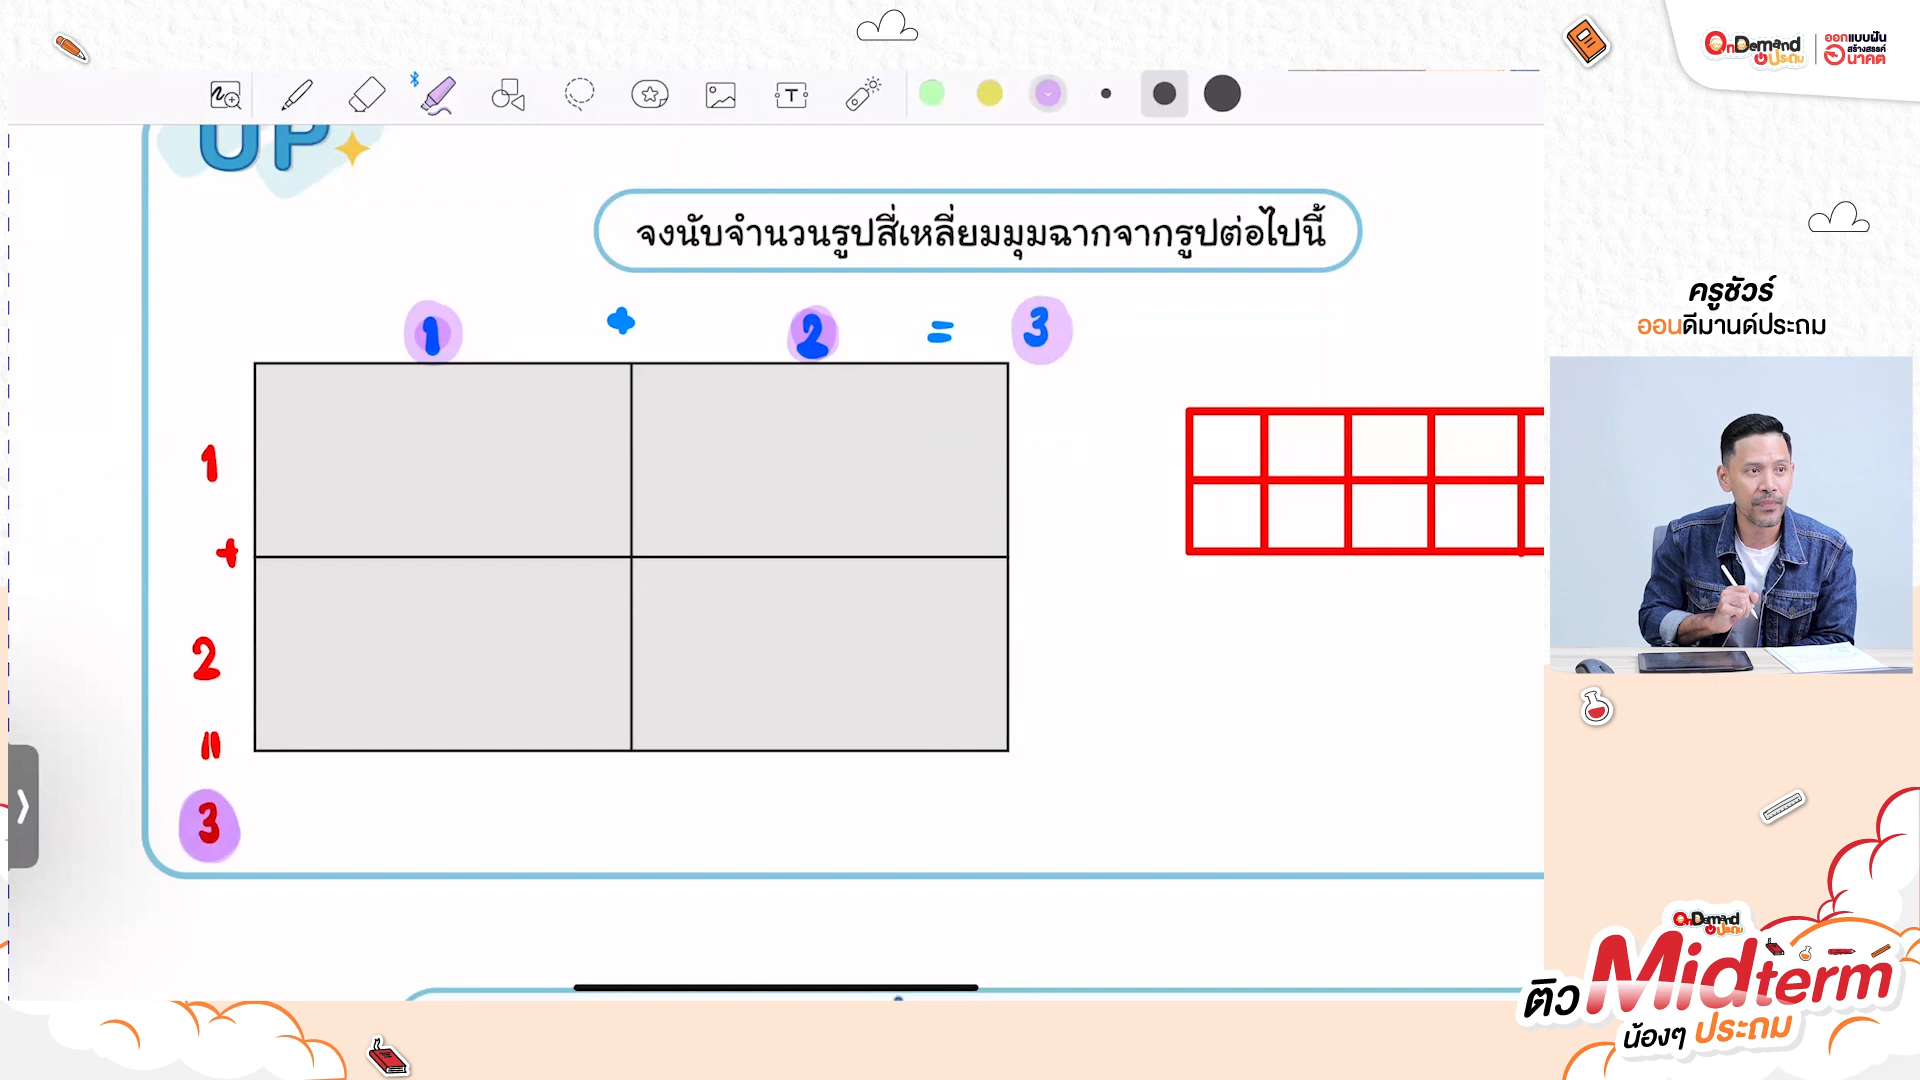 OnDemand ประถม
ออกแบบฝัน
สร้างสรรค์
อนาคต
UP
จงนับจำนวนรูปสี่เหลี่ยมมุมฉากจากรูปต่อไปนี้
1 + 2 = 3
1
+
2
=
3
ครูชัวร์
ออนดีมานด์ประถม
OnDemand ประถม
ติว Midterm
น้องๆ ประถม